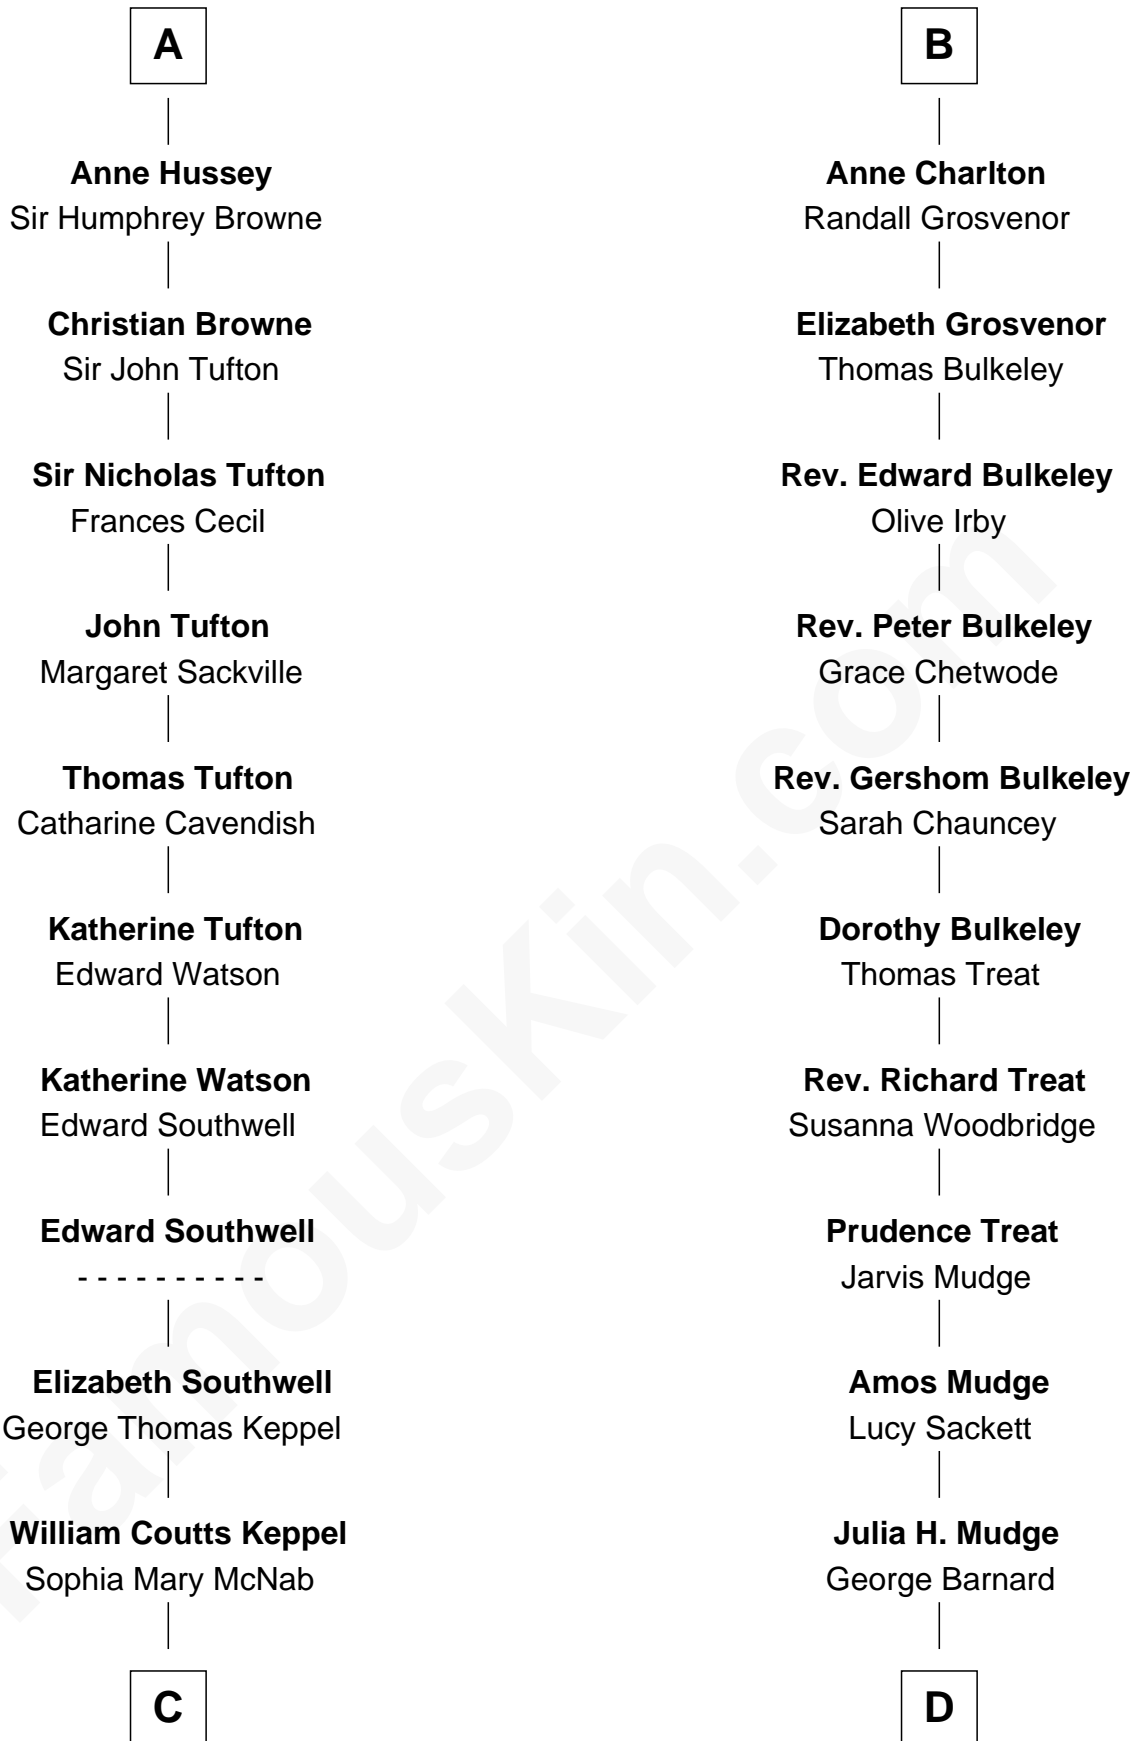 A
Anne Hussey
Sir Humphrey Browne
Christian Browne
Sir John Tufton
Sir Nicholas Tufton
Frances Cecil
John Tufton
Margaret Sackville
Thomas Tufton
Catharine Cavendish
Katherine Tufton
Edward Watson
Katherine Watson
Edward Southwell
Edward Southwell
- - - - - - - - - -
Elizabeth Southwell
George Thomas Keppel
William Coutts Keppel
Sophia Mary McNab
C
B
Anne Charlton
Randall Grosvenor
Elizabeth Grosvenor
Thomas Bulkeley
Rev. Edward Bulkeley
Olive Irby
Rev. Peter Bulkeley
Grace Chetwode
Rev. Gershom Bulkeley
Sarah Chauncey
Dorothy Bulkeley
Thomas Treat
Rev. Richard Treat
Susanna Woodbridge
Prudence Treat
Jarvis Mudge
Amos Mudge
Lucy Sackett
Julia H. Mudge
George Barnard
D
FamousKin.com